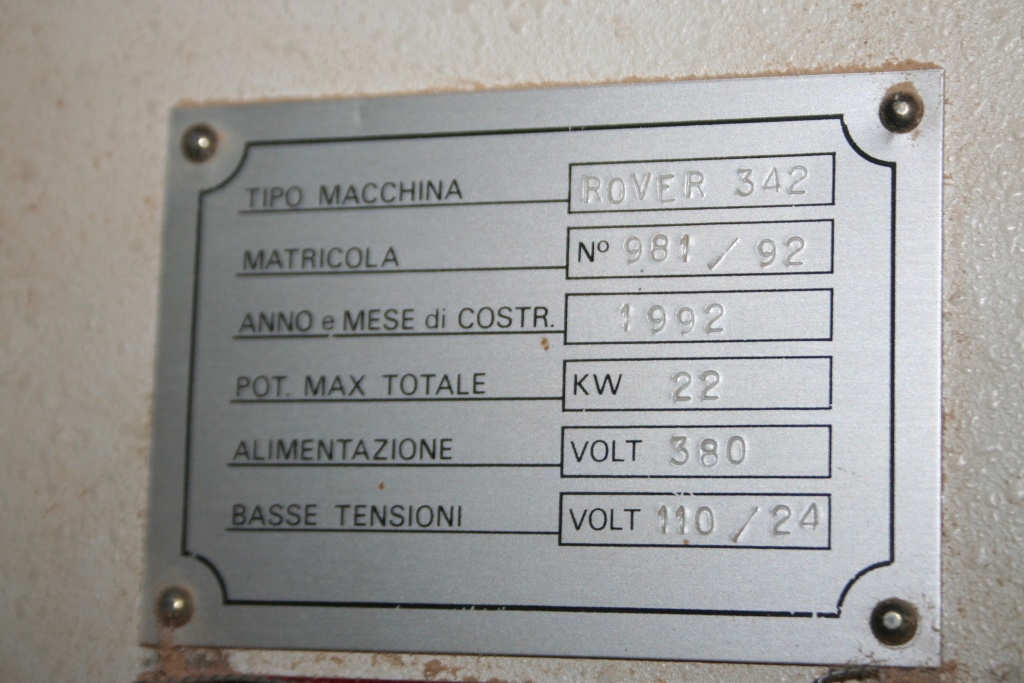 TIPO MACCHINA ROVER 342
MATRICOLA Nº 981 / 92
ANNO e MESE di COSTR. 1992
POT. MAX TOTALE KW 22
ALIMENTAZIONE VOLT 380
BASSE TENSIONI VOLT 110 / 24